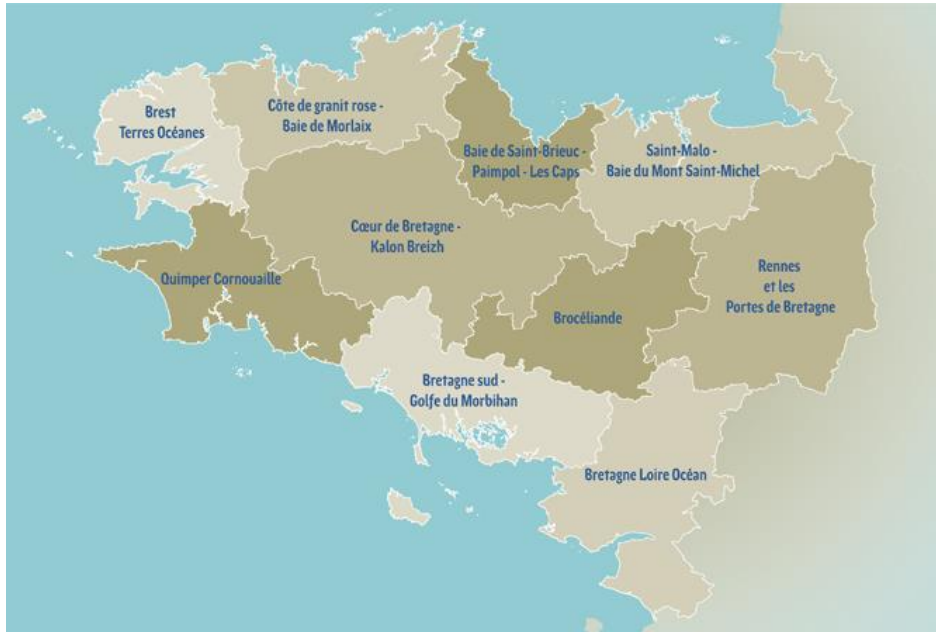 Brest
Terres Océanes
Côte de granit rose -
Baie de Morlaix
Baie de Saint-Brieuc -
Paimpol - Les Caps
Saint-Malo -
Baie du Mont Saint-Michel
Cœur de Bretagne -
Kalon Breizh
Quimper Cornouaille
Rennes
et les
Portes de Bretagne
Brocéliande
Bretagne sud -
Golfe du Morbihan
Bretagne Loire Océan